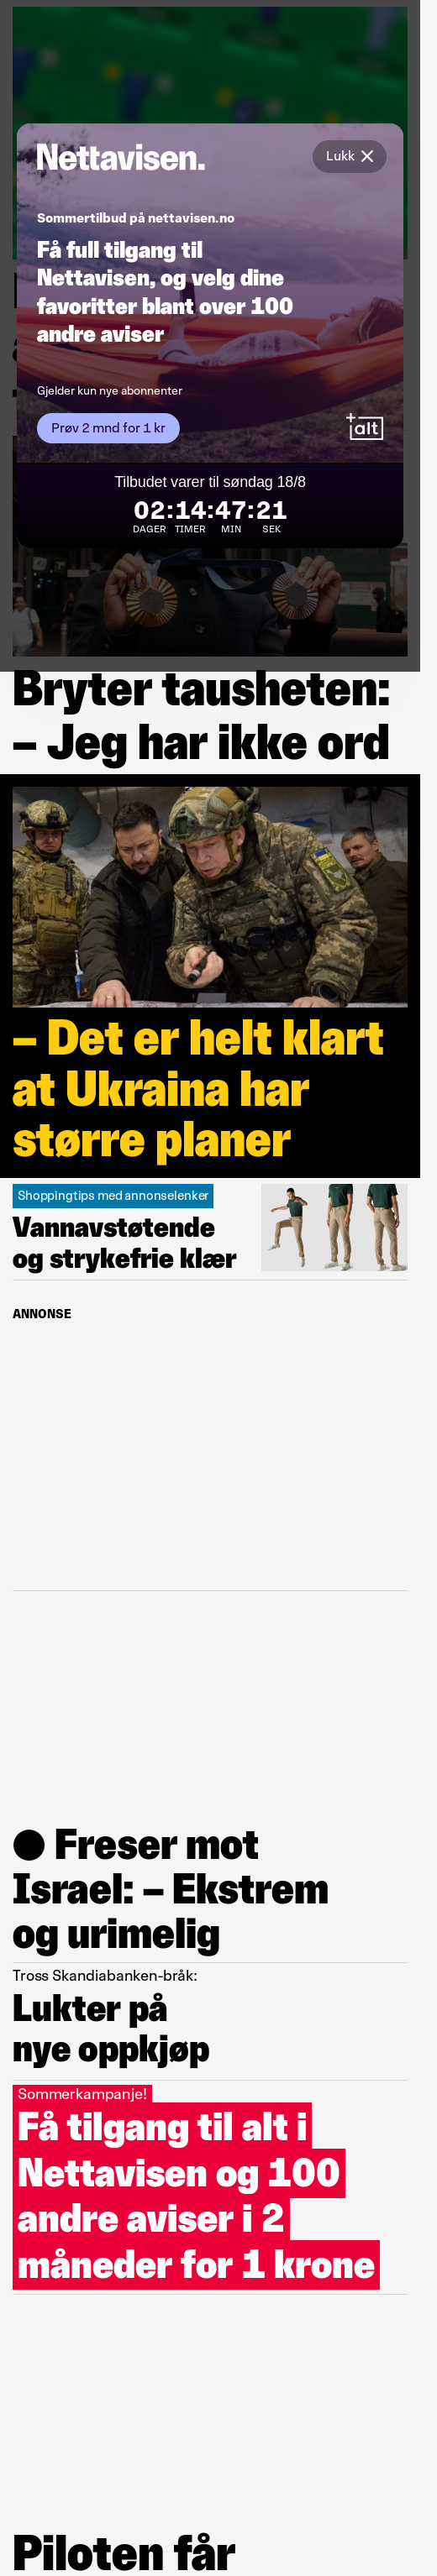 Nettavisen.
Lukk
Sommertilbud på nettavisen.no
Få full tilgang til
Nettavisen, og velg dine
favoritter blant over 100
andre aviser
Gjelder kun nye abonnenter
Prøv 2 mnd for 1 kr
+alt
Tilbudet varer til søndag 18/8
02:14:47:21
DAGER TIMER MIN SEK
Bryter tausheten:
– Jeg har ikke ord
– Det er helt klart
at Ukraina har
større planer
Shoppingtips med annonselenker
Vannavstøtende
og strykefrie klær
ANNONSE
● Freser mot
Israel: – Ekstrem
og urimelig
Tross Skandiabanken-bråk:
Lukter på
nye oppkjøp
Sommerkampanje!
Få tilgang til alt i
Nettavisen og 100
andre aviser i 2
måneder for 1 krone
Piloten får